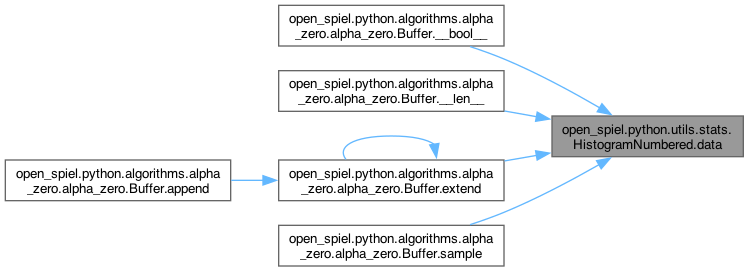 open_spiel.python.algorithms.alpha
_zero.alpha_zero.Buffer.__bool__
open_spiel.python.algorithms.alpha
_zero.alpha_zero.Buffer.__len__
open_spiel.python.utils.stats.
HistogramNumbered.data
open_spiel.python.algorithms.alpha
_zero.alpha_zero.Buffer.append
open_spiel.python.algorithms.alpha
_zero.alpha_zero.Buffer.extend
open_spiel.python.algorithms.alpha
_zero.alpha_zero.Buffer.sample